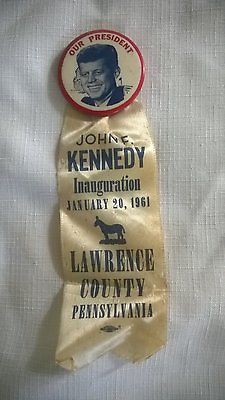 OUR PRESIDENT
JOHN F.
KENNEDY
Inauguration
JANUARY 20, 1961
LAWRENCE
COUNTY
PENNSYLVANIA